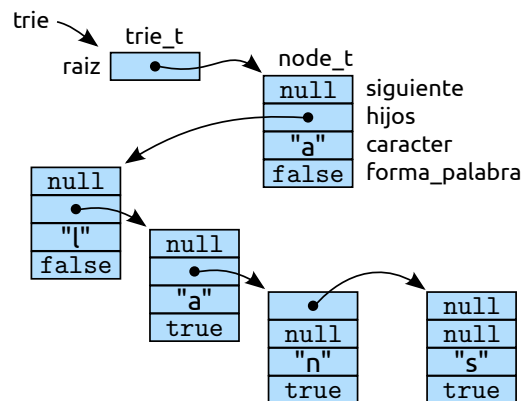 trie
trie_t
raiz
node_t
null
siguiente
hijos
"a"
caracter
false
forma_palabra
null
"l"
false
null
"a"
true
null
"n"
true
null
null
"s"
true